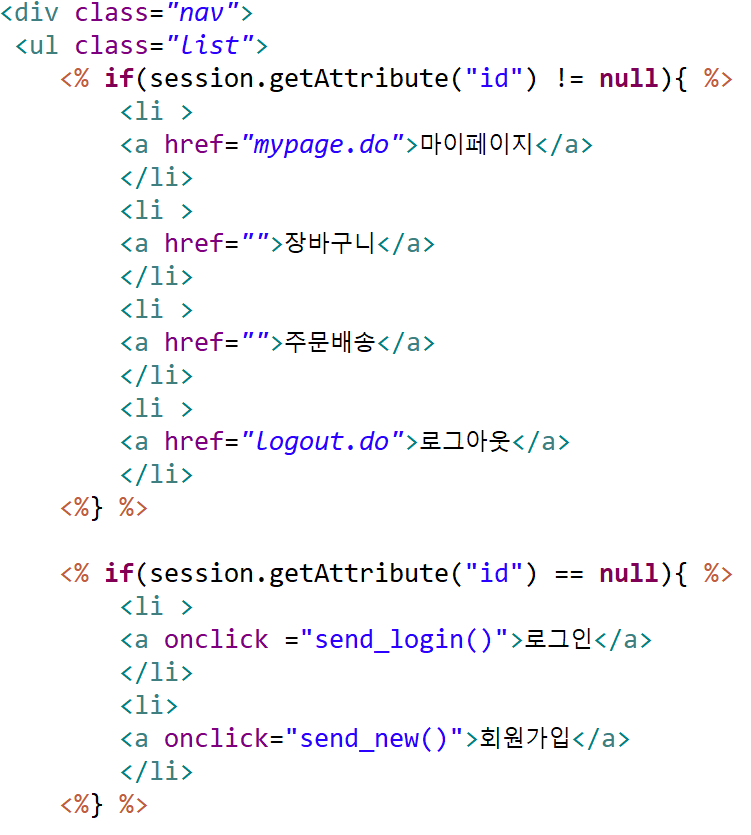 <div class="nav">
<ul class="list">
<% if(session.getAttribute("id") != null){ %>
<li >
<a href="mypage.do">마이페이지</a>
</li>
<li >
<a href="">장바구니</a>
</li>
<li >
<a href="">주문배송</a>
</li>
<li >
<a href="logout.do">로그아웃</a>
</li>
<%} %>
<% if(session.getAttribute("id") == null){ %>
<li >
<a onclick ="send_login()">로그인</a>
</li>
<li>
<a onclick="send_new()">회원가입</a>
</li>
<%} %>